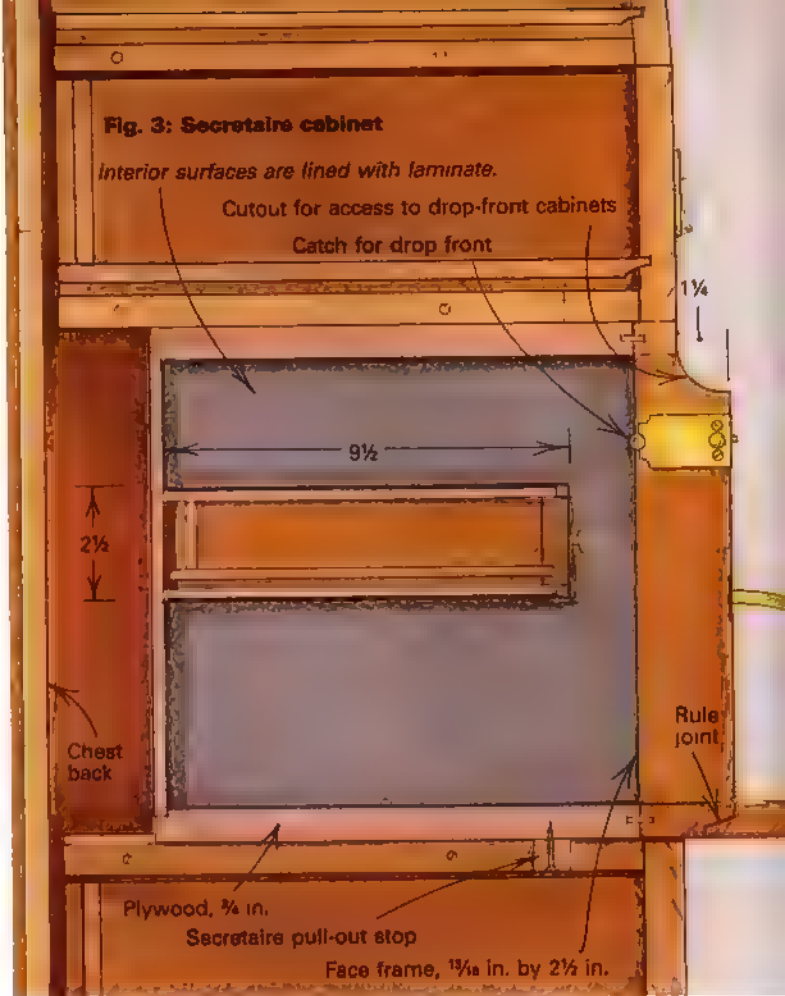 Fig. 3: Secretaire cabinet
Interior surfaces are lined with laminate.
Cutout for access to drop-front cabinets
Catch for drop front
1¼
9½
2½
Rule
joint
Chest
back
Plywood, ¾ in.
Secretaire pull-out stop
Face frame, 13⁄16 in. by 2½ in.